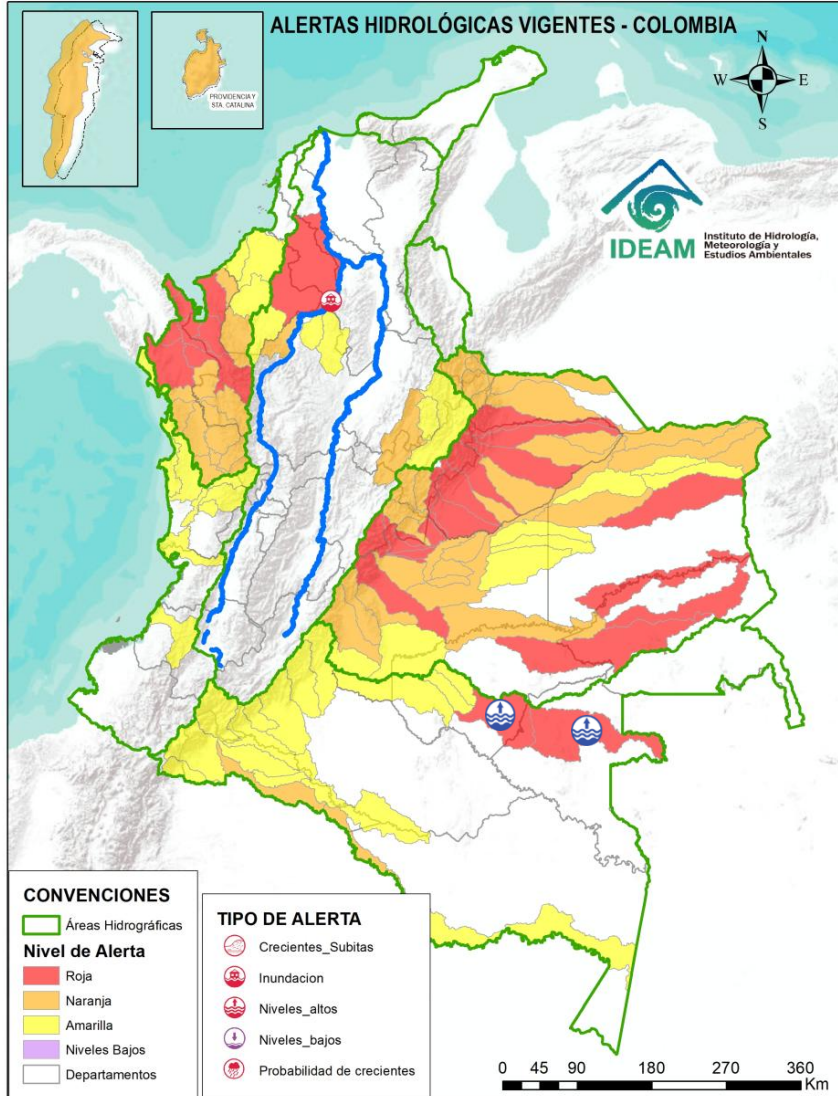 ALERTAS HIDROLÓGICAS VIGENTES - COLOMBIA
PROVIDENCIA Y
STA. CATALINA
N
W
E
S
IDEAM
Instituto de Hidrología,
Meteorología y
Estudios Ambientales
CONVENCIONES
Áreas Hidrográficas
Nivel de Alerta
Roja
Naranja
Amarilla
Niveles Bajos
Departamentos
TIPO DE ALERTA
Crecientes_Subitas
Inundacion
Niveles_altos
Niveles_bajos
Probabilidad de crecientes
0 45 90 180 270 360
Km